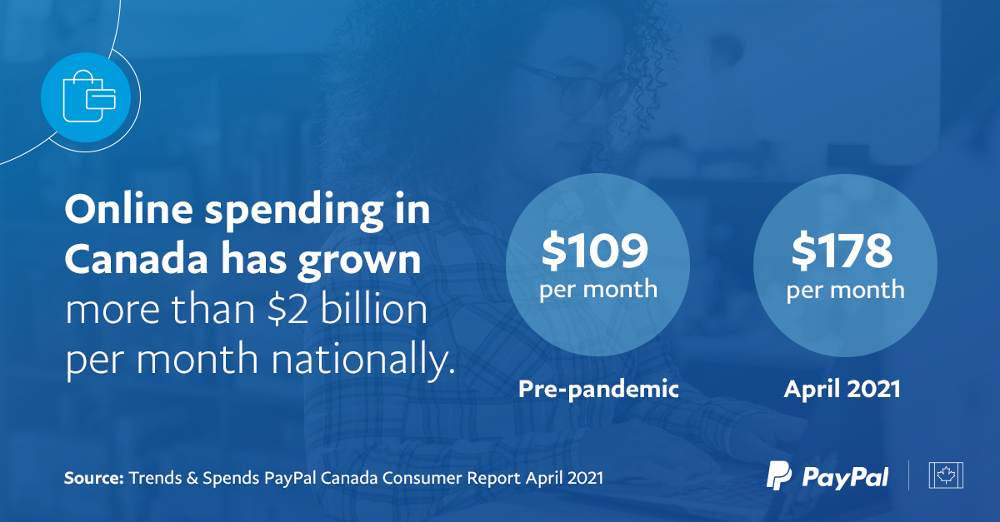 Online spending in
Canada has grown
more than $2 billion
per month nationally.
$109
per month
Pre-pandemic
$178
per month
April 2021
Source: Trends & Spends PayPal Canada Consumer Report April 2021
PayPal